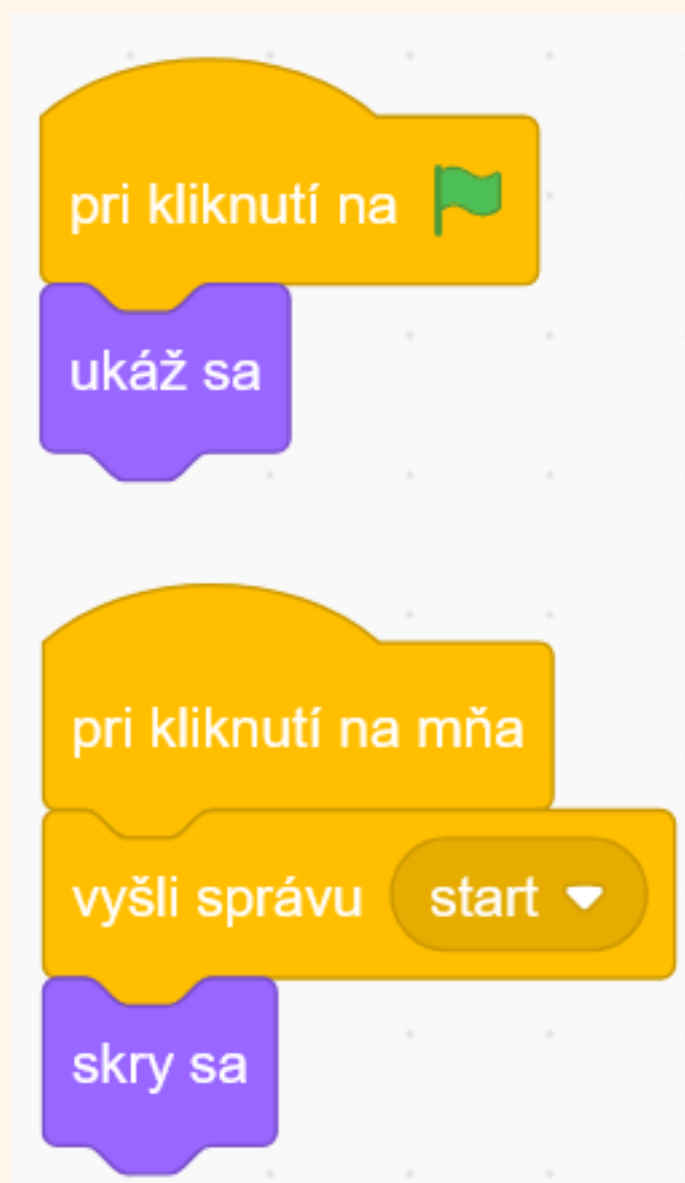 pri kliknutí na
ukáž sa
pri kliknutí na mňa
vyšli správu start
skry sa